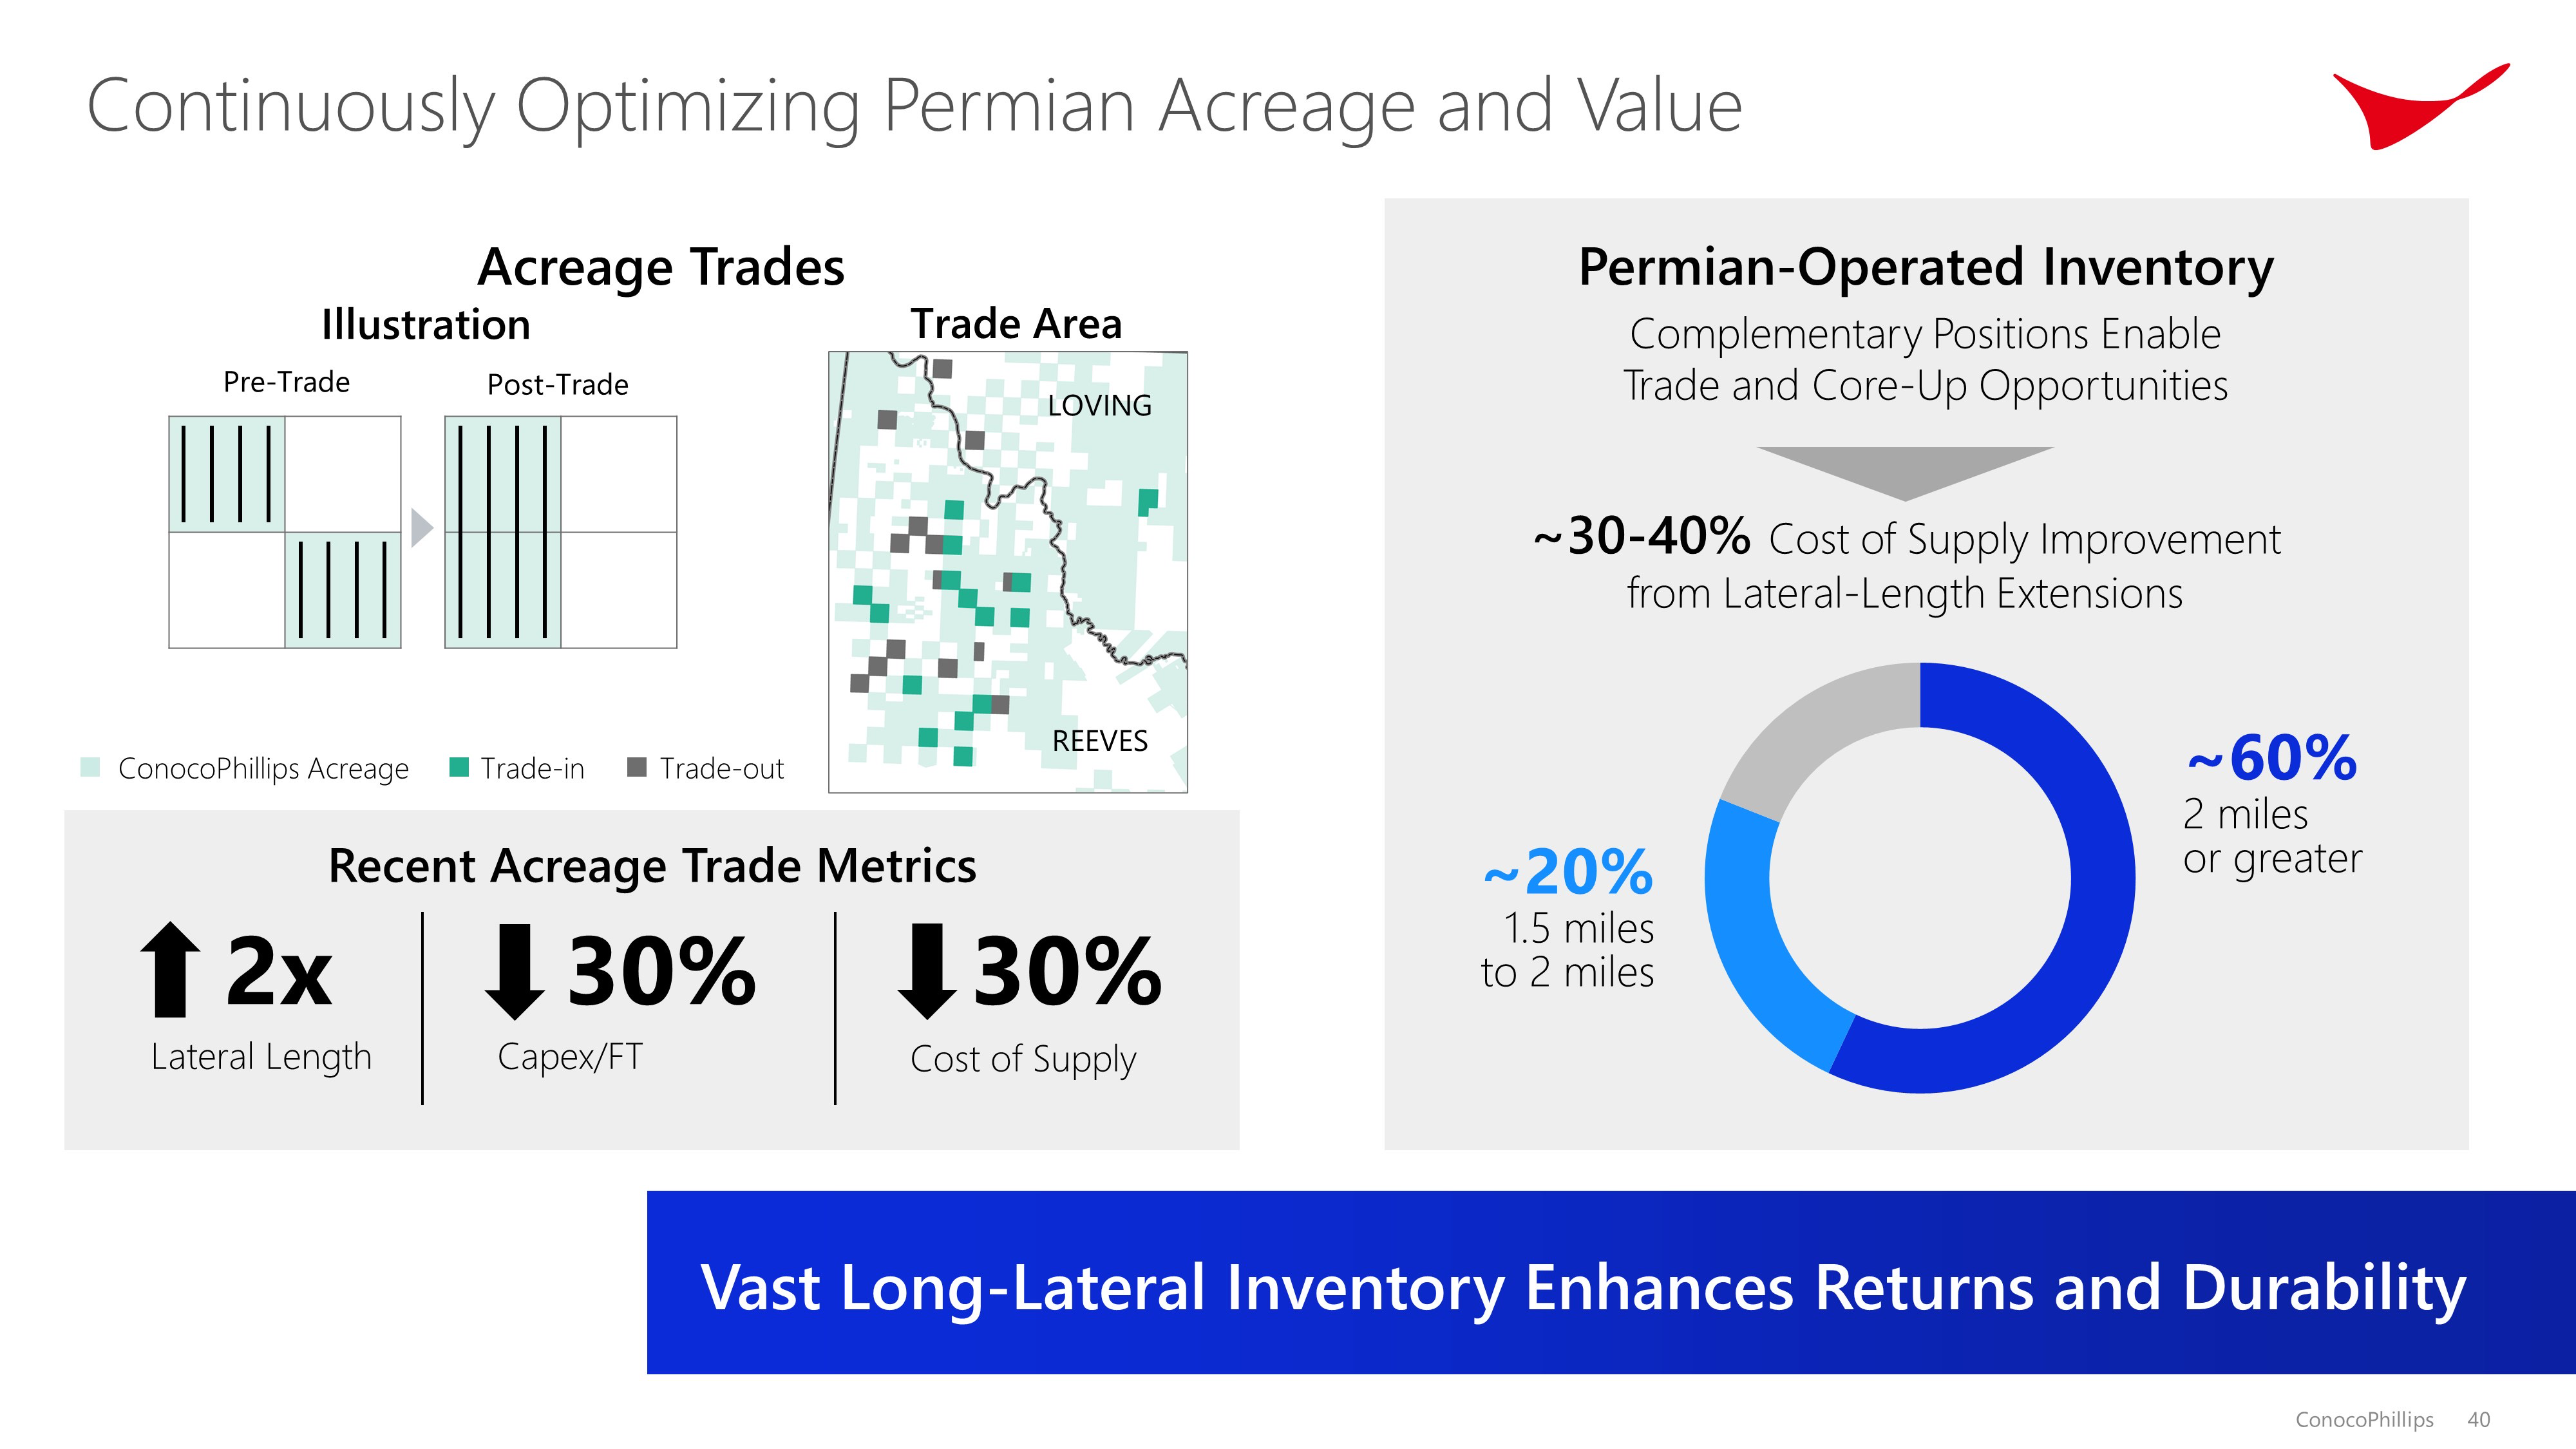 Continuously Optimizing Permian Acreage and Value
Acreage Trades
Illustration
Trade Area
Pre-Trade
Post-Trade
LOVING
REEVES
ConocoPhillips Acreage
Trade-in
Trade-out
Recent Acreage Trade Metrics
2x
Lateral Length
30%
Capex/FT
30%
Cost of Supply
Permian-Operated Inventory
Complementary Positions Enable
Trade and Core-Up Opportunities
~30-40% Cost of Supply Improvement
from Lateral-Length Extensions
~60%
2 miles
or greater
~20%
1.5 miles
to 2 miles
Vast Long-Lateral Inventory Enhances Returns and Durability
ConocoPhillips 40